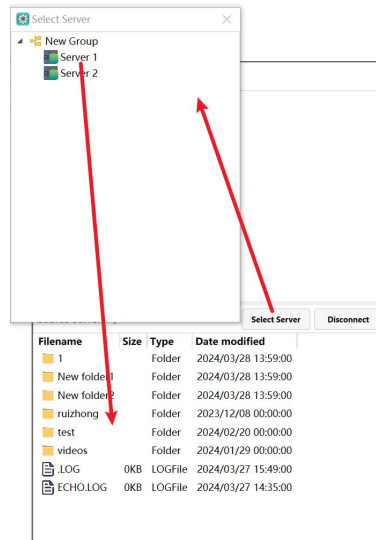 Select Server
New Group
Server 1
Server 2
Select Server Disconnect
Filename Size Type Date modified
1 Folder 2024/03/28 13:59:00
New folder1 Folder 2024/03/28 13:59:00
New folder2 Folder 2024/03/28 13:59:00
ruizhong Folder 2023/12/08 00:00:00
test Folder 2024/02/20 00:00:00
videos Folder 2024/01/29 00:00:00
.LOG 0KB LOGFile 2024/03/27 15:49:00
ECHO.LOG 0KB LOGFile 2024/03/27 14:35:00